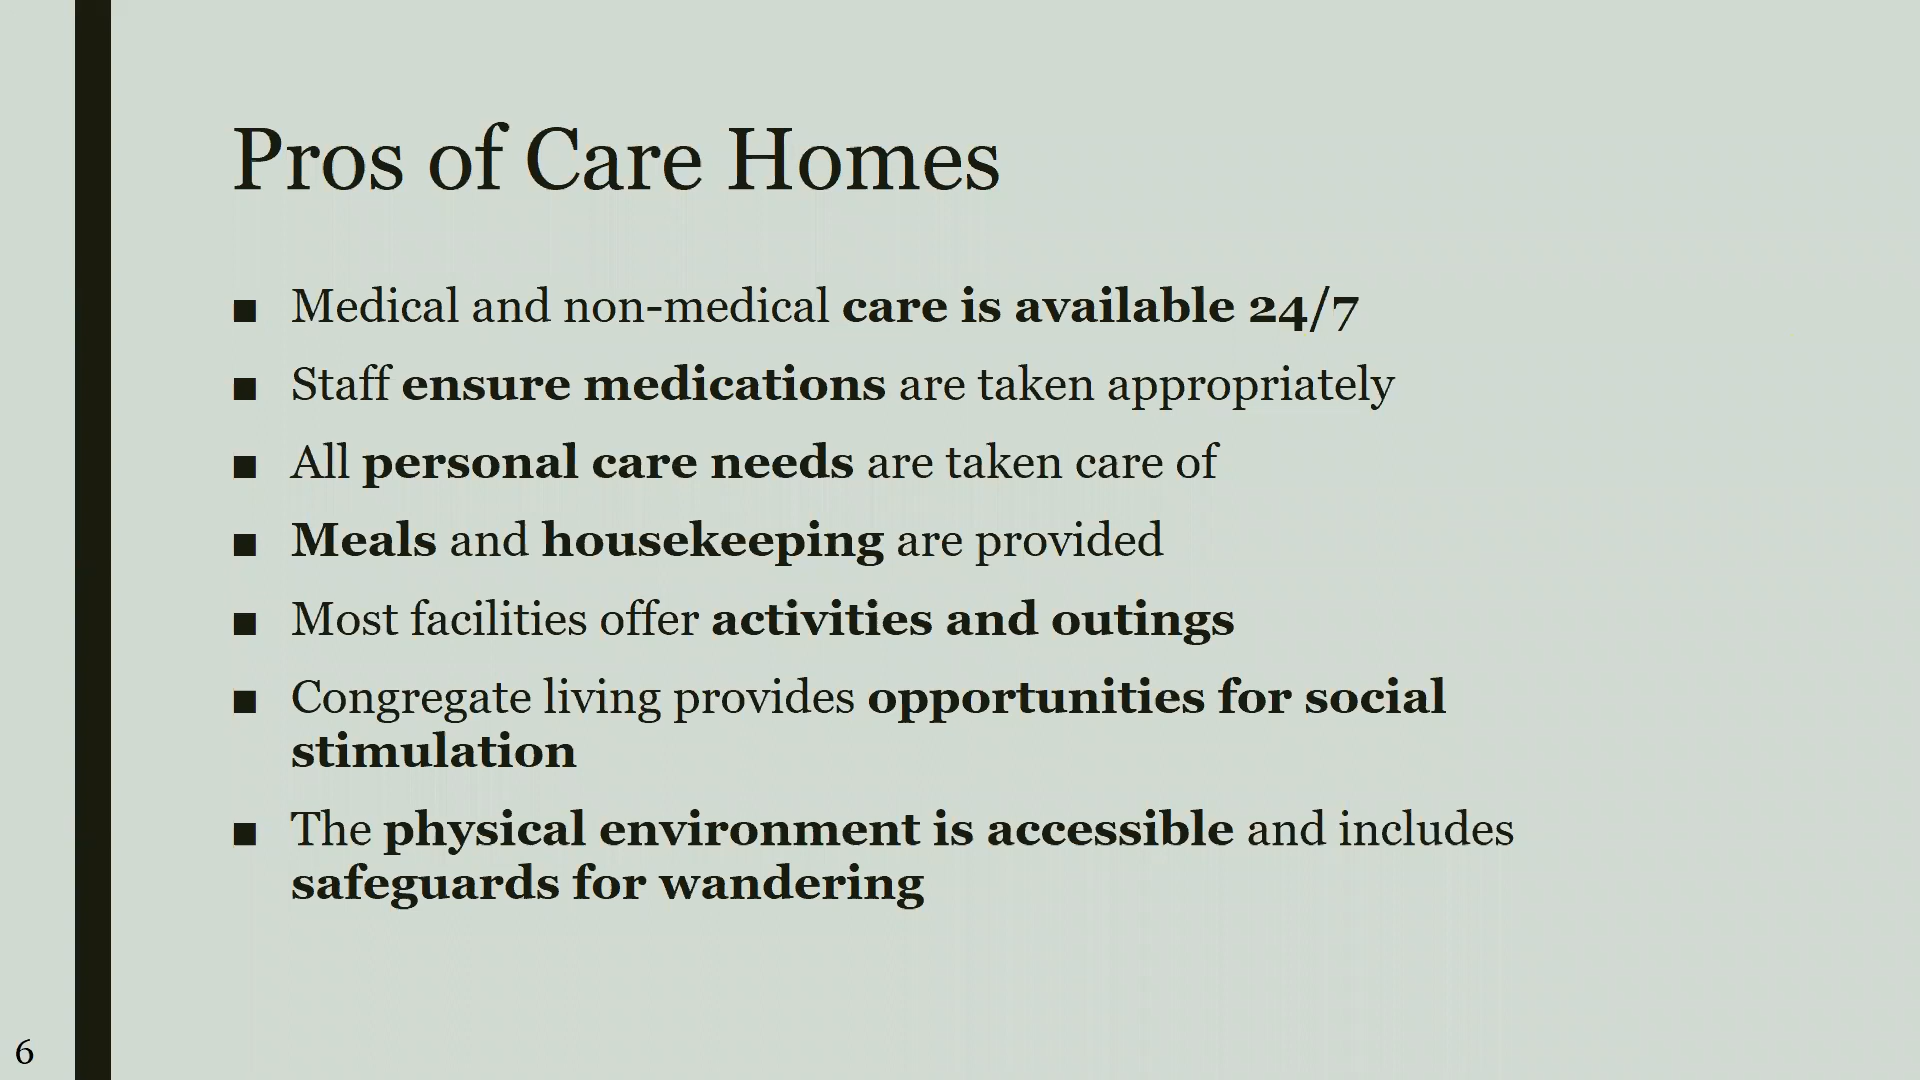 Pros of Care Homes
■ Medical and non-medical care is available 24/7
■ Staff ensure medications are taken appropriately
■ All personal care needs are taken care of
■ Meals and housekeeping are provided
■ Most facilities offer activities and outings
■ Congregate living provides opportunities for social
stimulation
■ The physical environment is accessible and includes
safeguards for wandering
6